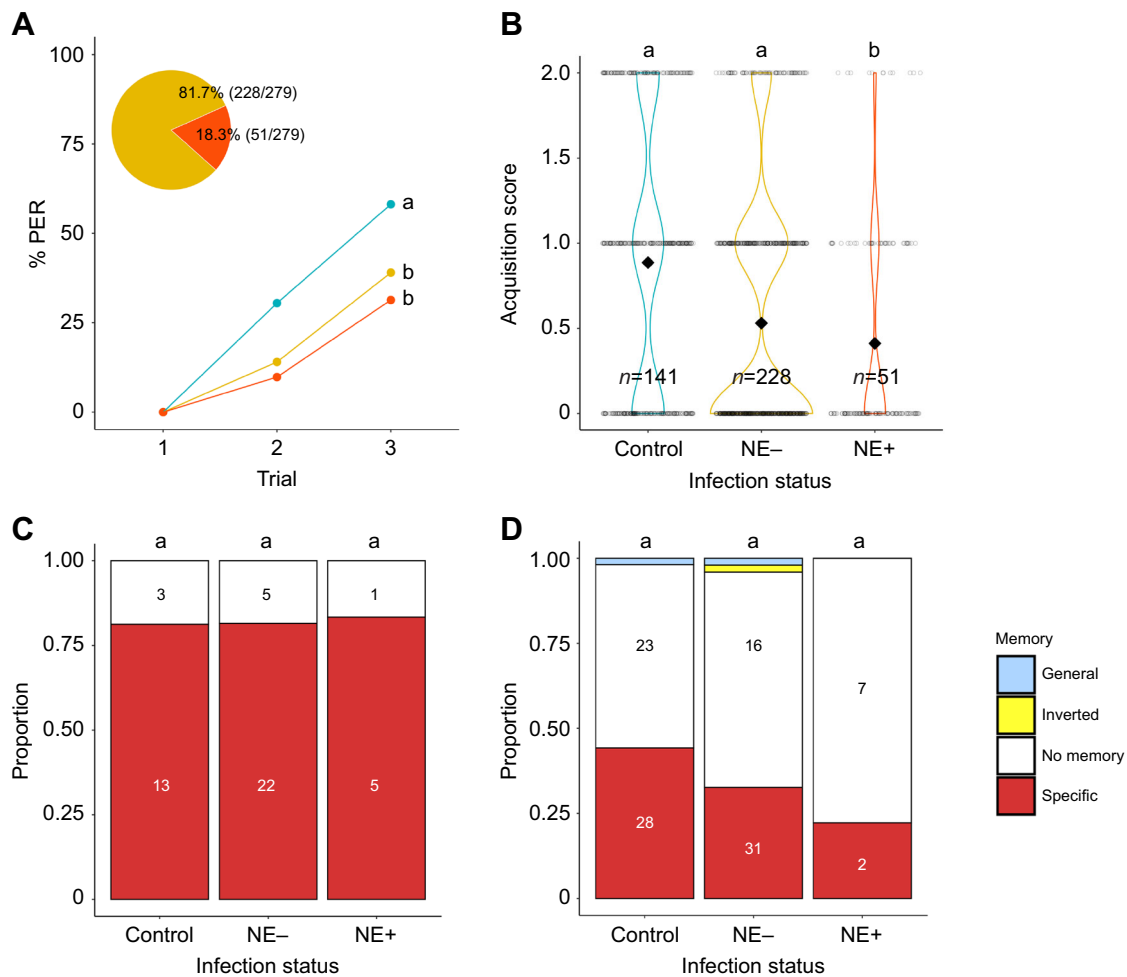 A
100
81.7% (228/279)
18.3% (51/279)
75
50
25
0
% PER
a
b
b
1 2 3
Trial
B
a a b
2.0
1.5
1.0
0.5
0
Acquisition score
n=141 n=228 n=51
Control NE– NE+
Infection status
C
a a a
1.00
0.75
0.50
0.25
0
Proportion
3 5 1
13 22 5
Control NE– NE+
Infection status
D
a a a
1.00
0.75
0.50
0.25
0
Proportion
23 16 7
28 31 2
Control NE– NE+
Infection status
Memory
General
Inverted
No memory
Specific